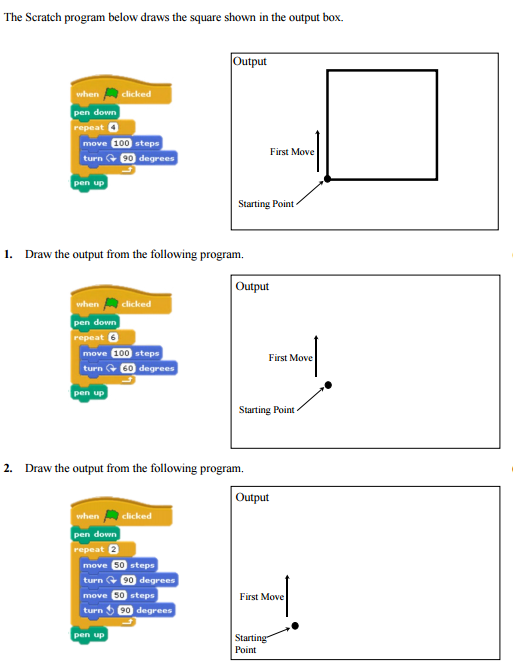 The Scratch program below draws the square shown in the output box.
Output
when clicked
pen down
repeat 4
move 100 steps
turn 90 degrees
pen up
First Move
Starting Point
1. Draw the output from the following program.
Output
when clicked
pen down
repeat 6
move 100 steps
turn 60 degrees
pen up
First Move
Starting Point
2. Draw the output from the following program.
Output
when clicked
pen down
repeat 2
move 50 steps
turn 90 degrees
move 50 steps
turn 90 degrees
pen up
First Move
Starting
Point